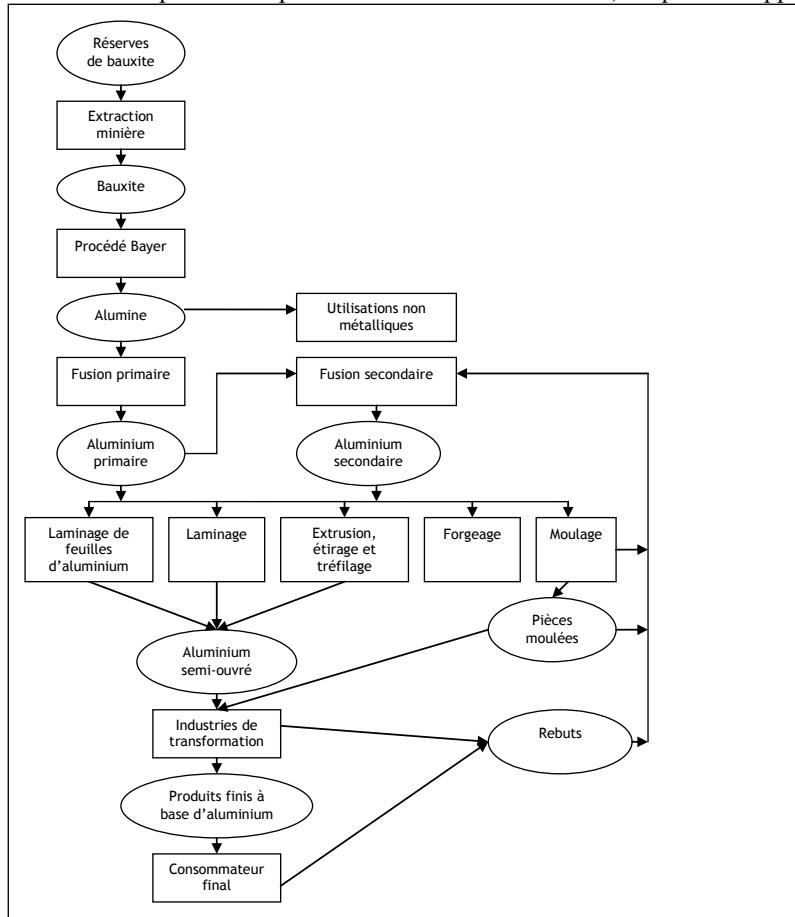 Réserves
de bauxite
Extraction
minière
Bauxite
Procédé Bayer
Alumine
Utilisations non
métalliques
Fusion primaire
Fusion secondaire
Aluminium
primaire
Aluminium
secondaire
Laminage de
feuilles
d'aluminium
Laminage
Extrusion,
étirage et
tréfilage
Forgeage
Moulage
Pièces
moulées
Aluminium
semi-ouvré
Industries de
transformation
Rebuts
Produits finis à
base d'aluminium
Consommateur
final